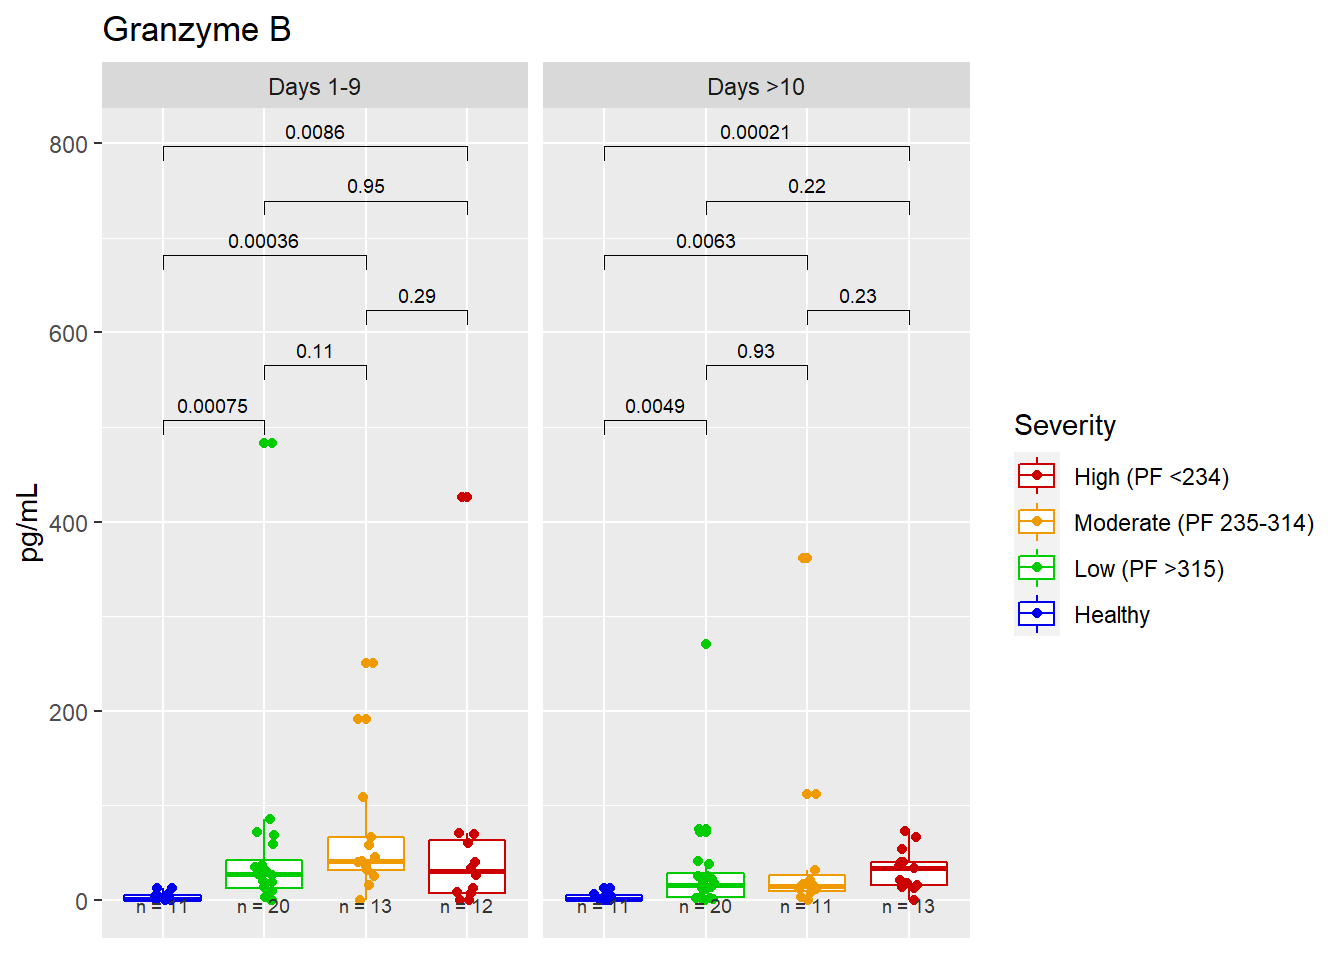 Granzyme B
Days 1-9
Days >10
800
600
400
200
0
pg/mL
0.0086
0.95
0.00036
0.29
0.11
0.00075
n = 11
n = 20
n = 13
n = 12
0.00021
0.22
0.0063
0.23
0.93
0.0049
n = 11
n = 20
n = 11
n = 13
Severity
High (PF <234)
Moderate (PF 235-314)
Low (PF >315)
Healthy